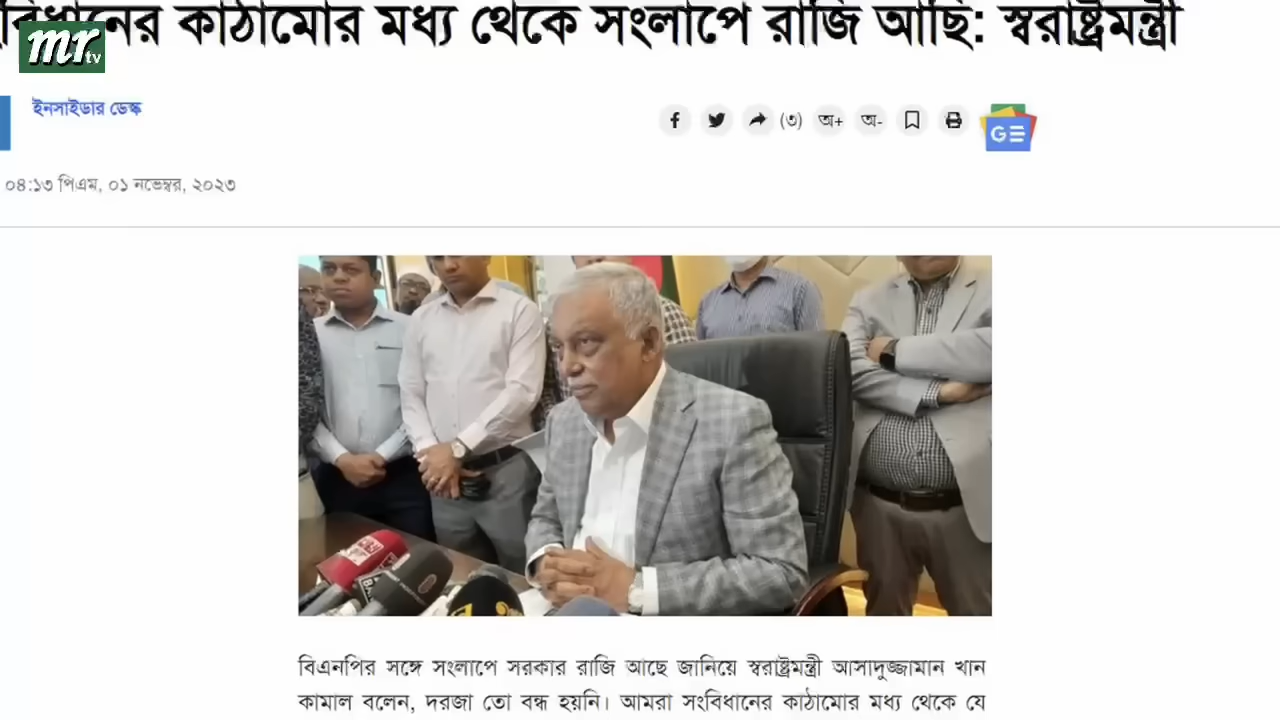 বিধানের কাঠামোর মধ্য থেকে সংলাপে রাজি আছি: স্বরাষ্ট্রমন্ত্রী
mr tv
ইনসাইডার ডেস্ক
(৩) অ+ অ-
০৪:১৩ পিএম, ০১ নভেম্বর, ২০২৩
বিএনপির সঙ্গে সংলাপে সরকার রাজি আছে জানিয়ে স্বরাষ্ট্রমন্ত্রী আসাদুজ্জামান খান
কামাল বলেন, দরজা তো বন্ধ হয়নি। আমরা সংবিধানের কাঠামোর মধ্য থেকে যে